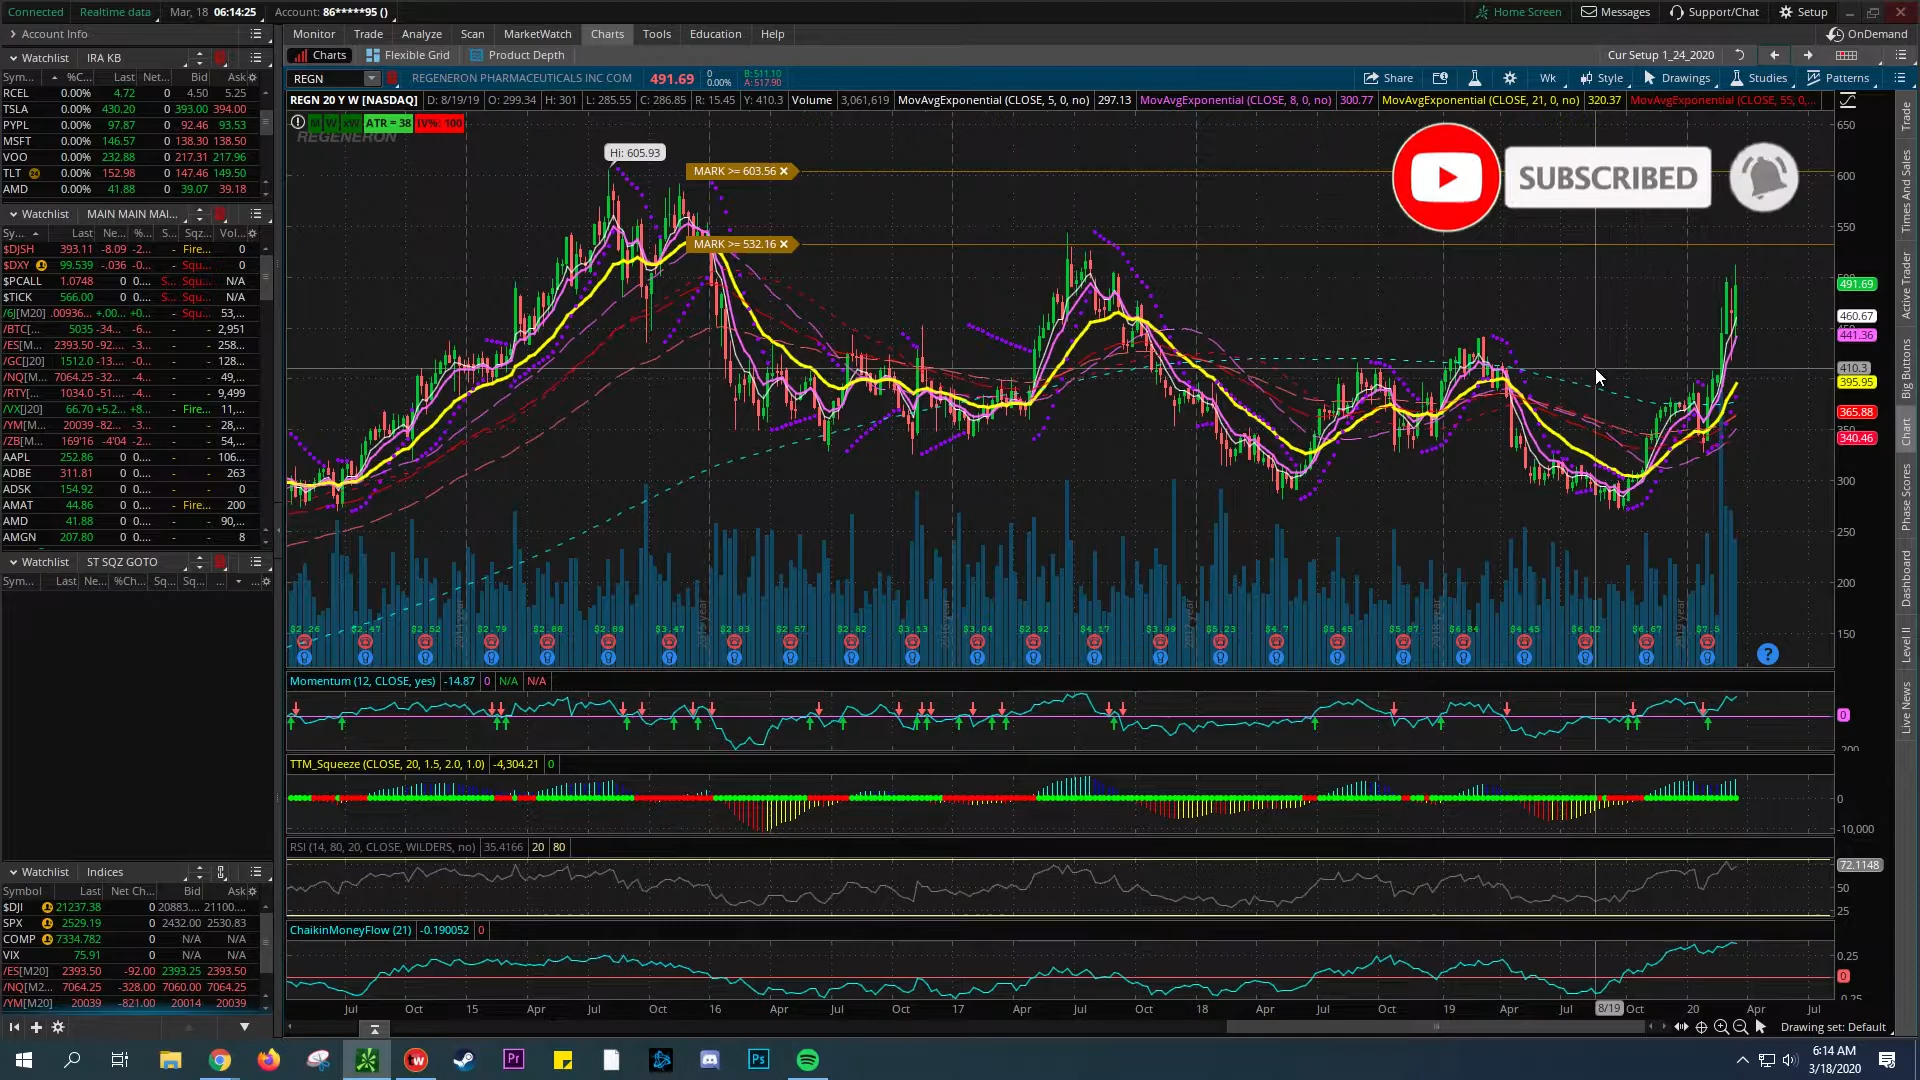 Connected Realtime data Mar, 18 06:14:25 Account: 86*****95 () Home Screen Messages Support/Chat Setup
Account Info Monitor Trade Analyze Scan MarketWatch Charts Tools Education Help OnDemand
Watchlist IRA KB Charts Flexible Grid Product Depth Cur Setup 1_24_2020
Sym... %C... Last Net... Bid Ask
RCEL 0.00% 4.72 0 4.50 5.25
TSLA 0.00% 430.20 0 393.00 394.00
PYPL 0.00% 97.87 0 92.46 93.53
MSFT 0.00% 146.57 0 138.30 138.50
VOO 0.00% 232.88 0 217.31 217.96
TLT 0.00% 152.98 0 147.46 149.50
AMD 0.00% 41.88 0 39.07 39.18
Watchlist MAIN MAIN MAI...
Sy... Last Ne... %... S... Sqz... Vol...
$DJSH 393.11 -8.09 -2... - Fire... 0
$DXY 99.539 -.036 -0... - Squ... 0
$PCALL 1.0748 0 0.... S... Squ... N/A
$TICK 566.00 0 0.... S... Squ... N/A
/6J[M20] .00936... +.00... +0... - Squ... 53,...
/BTC[... 5035 -34... -6... - - 2,951
/ES[M... 2393.50 -92.... -3... - - 258...
/GC[J20] 1512.0 -13.... -0... - - 128...
/NQ[M... 7064.25 -32... -4... - - 49,...
/RTY[... 1034.0 -51.... -4... - - 9,499
/VX[J20] 66.70 +5.2... +8... - Fire... 11,...
/YM[M... 20039 -82... -3... - - 28,...
/ZB[M... 169'16 -4'04 -2... - - 54,...
AAPL 252.86 0 0.... - - 106...
ADBE 311.81 0 0.... - - 263
ADSK 154.92 0 0.... - - 0
AMAT 44.86 0 0.... - Fire... 200
AMD 41.88 0 0.... - - 90,...
AMGN 207.80 0 0.... - - 8
Watchlist ST SQZ GOTO
Sym... Last Ne... %Ch... Sq... Sq... ...
Watchlist Indices
Symbol Last Net Ch... Bid Ask
$DJI 21237.38 0 20883.... 21100....
SPX 2529.19 0 2432.00 2530.83
COMP 7334.782 0 N/A N/A
VIX 75.91 0 N/A N/A
/ES[M20] 2393.50 -92.00 2393.25 2393.50
/NQ[M2... 7064.25 -328.00 7060.00 7064.25
/YM[M20] 20039 -821.00 20014 20039
REGN REGENERON PHARMACEUTICALS INC COM 491.69 0 0.00% B: 511.10 A: 517.90 Share Wk Style Drawings Studies Patterns
REGN 20 Y W [NASDAQ] D: 8/19/19 O: 299.34 H: 301 L: 285.55 C: 286.85 R: 15.45 Y: 410.3 Volume 3,061,619 MovAvgExponential (CLOSE, 5, 0, no) 297.13 MovAvgExponential (CLOSE, 8, 0, no) 300.77 MovAvgExponential (CLOSE, 21, 0, no) 320.37 MovAvgExponential (CLOSE, 55, 0,...
M W xW ATR = 38 IV%: 100
REGENERON
Hi: 605.93
MARK >= 603.56
MARK >= 532.16
SUBSCRIBED
650
600
550
491.69
460.67
441.36
410.3
395.95
365.88
350
340.46
300
250
200
150
$2.26 $2.47 $2.52 $2.79 $2.88 $2.89 $3.47 $2.83 $2.57 $2.82 $3.13 $3.04 $2.92 $4.17 $3.99 $5.23 $4.7 $5.45 $5.87 $6.84 $4.45 $6.02 $6.67 $7.5
Momentum (12, CLOSE, yes) -14.87 0 N/A N/A
0
TTM_Squeeze (CLOSE, 20, 1.5, 2.0, 1.0) -4,304.21 0
0
-10,000
RSI (14, 80, 20, CLOSE, WILDERS, no) 35.4166 20 80
72.1148
50
25
ChaikinMoneyFlow (21) -0.190052 0
0.25
0
Jul Oct 15 Apr Jul Oct 16 Apr Jul Oct 17 Apr Jul Oct 18 Apr Jul Oct 19 Apr Jul 8/19 Oct 20 Apr Jul
Drawing set: Default
Trade
Times And Sales
Active Trader
Big Buttons
Chart
Phase Scores
Dashboard
Level II
Live News
6:14 AM
3/18/2020